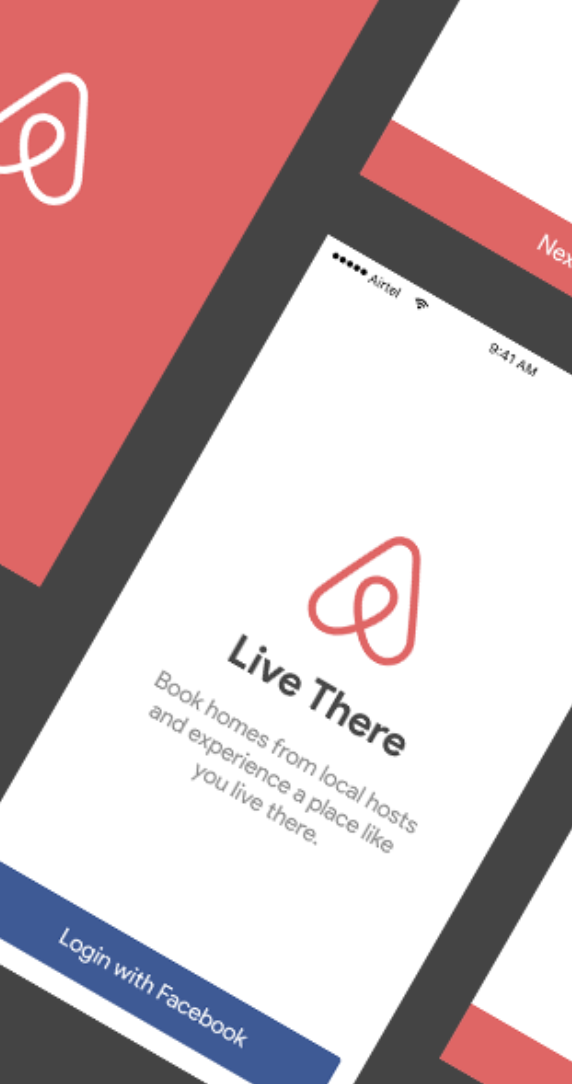 Airtel
9:41 AM
Live There
Book homes from local hosts
and experience a place like
you live there.
Login with Facebook